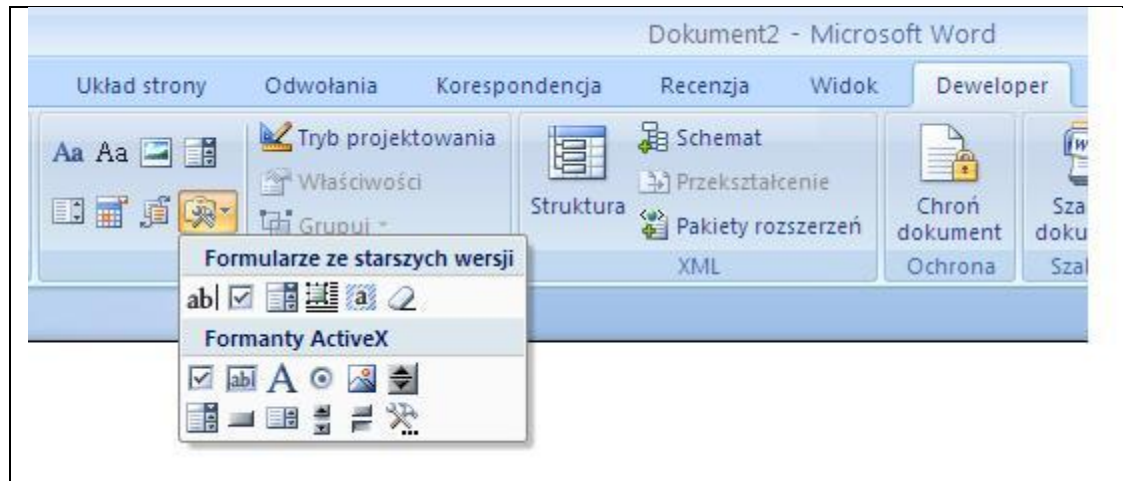 Dokument2 - Microsoft Word
Układ strony Odwołania Korespondencja Recenzja Widok Deweloper
Aa Aa Tryb projektowania Schemat
Właściwości Przekształcenie
Struktura Chroń dokument
Grupuj Pakiety rozszerzeń
XML Ochrona
Formularze ze starszych wersji
ab| a
Formanty ActiveX
abl A